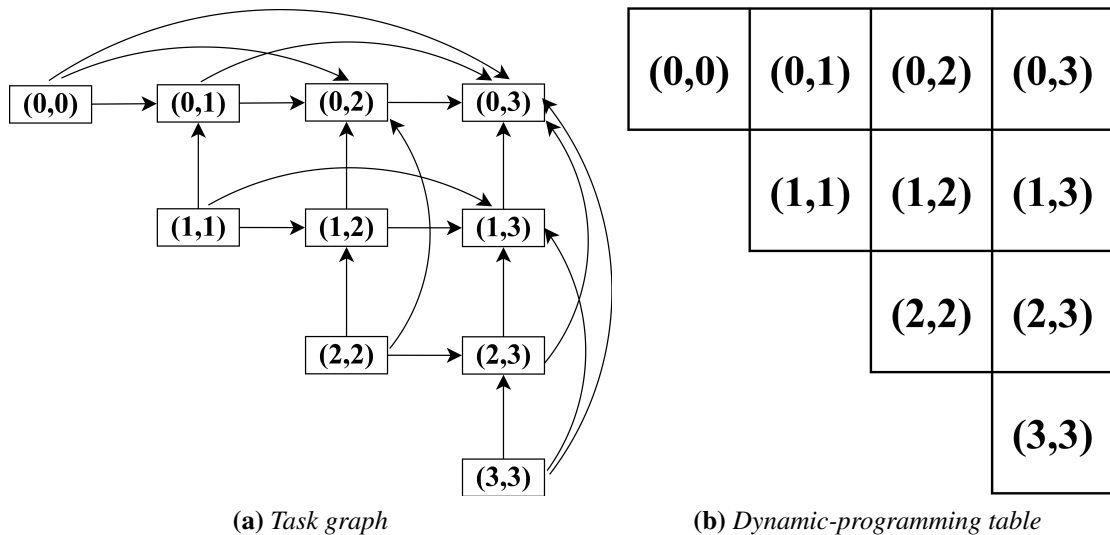 (0,0) (0,1) (0,2) (0,3)
(1,1) (1,2) (1,3)
(2,2) (2,3)
(3,3)
(a) Task graph
(0,0) (0,1) (0,2) (0,3)
(1,1) (1,2) (1,3)
(2,2) (2,3)
(3,3)
(b) Dynamic-programming table